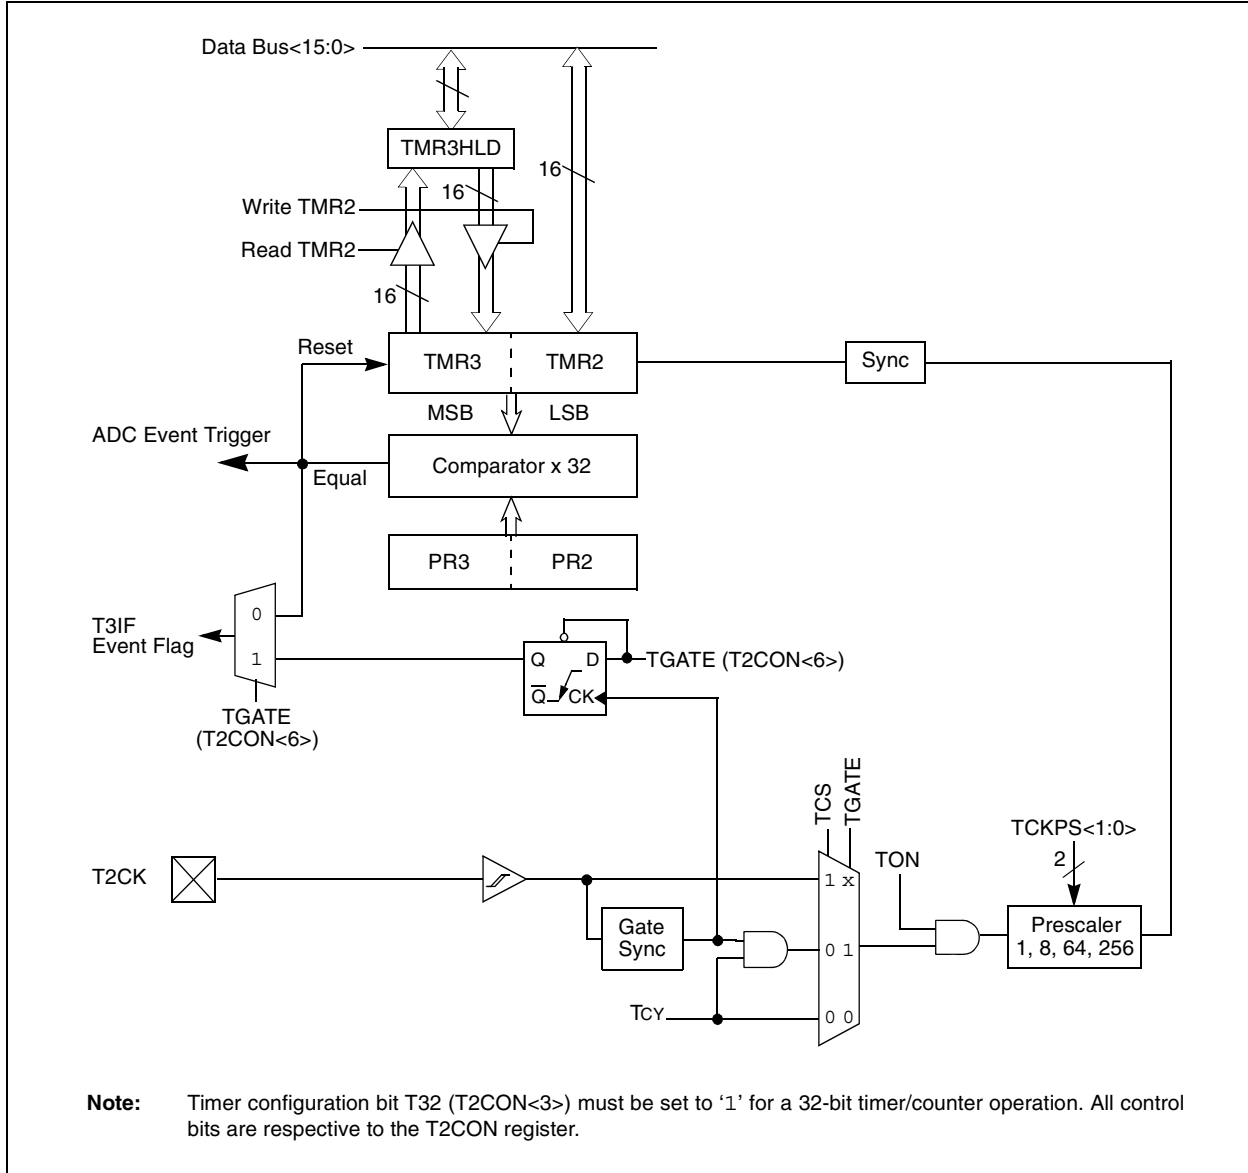 Data Bus<15:0>
TMR3HLD
16
16
Write TMR2
Read TMR2
16
Reset
TMR3
TMR2
Sync
MSB
LSB
ADC Event Trigger
Equal
Comparator x 32
PR3
PR2
0
1
T3IF
Event Flag
TGATE
(T2CON<6>)
Q
D
Q
CK
TGATE (T2CON<6>)
TCS
TGATE
T2CK
1 x
0 1
0 0
Gate
Sync
TCY
TON
TCKPS<1:0>
2
Prescaler
1, 8, 64, 256
Note: Timer configuration bit T32 (T2CON<3>) must be set to ‘1’ for a 32-bit timer/counter operation. All control
bits are respective to the T2CON register.